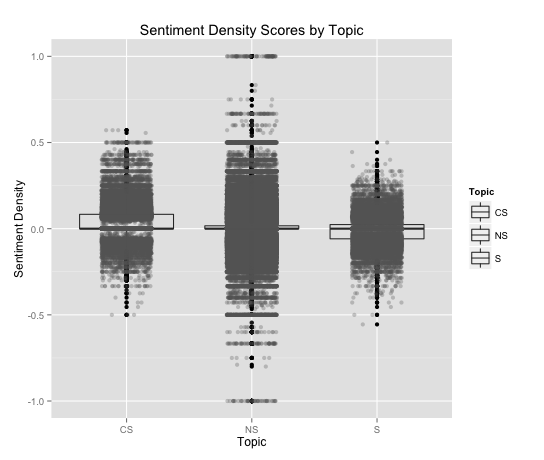 Sentiment Density Scores by Topic
1.0
0.5
0.0
-0.5
-1.0
Sentiment Density
CS
NS
S
Topic
Topic
CS
NS
S